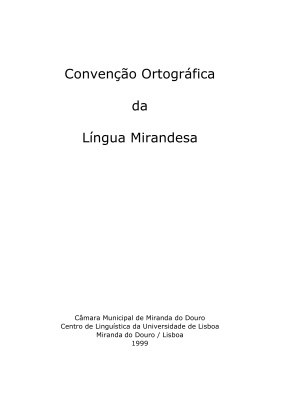 Convenção Ortográfica
da
Língua Mirandesa
Câmara Municipal de Miranda do Douro
Centro de Linguística da Universidade de Lisboa
Miranda do Douro / Lisboa
1999